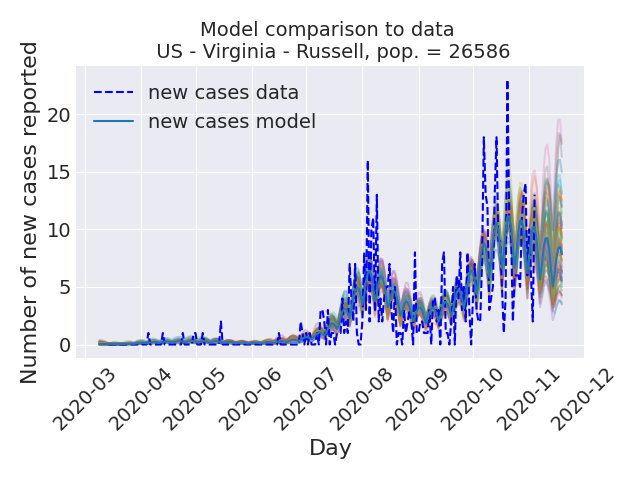 Model comparison to data
US - Virginia - Russell, pop. = 26586
Number of new cases reported
20
15
10
5
0
new cases data
new cases model
2020-03
2020-04
2020-05
2020-06
2020-07
2020-08
2020-09
2020-10
2020-11
2020-12
Day